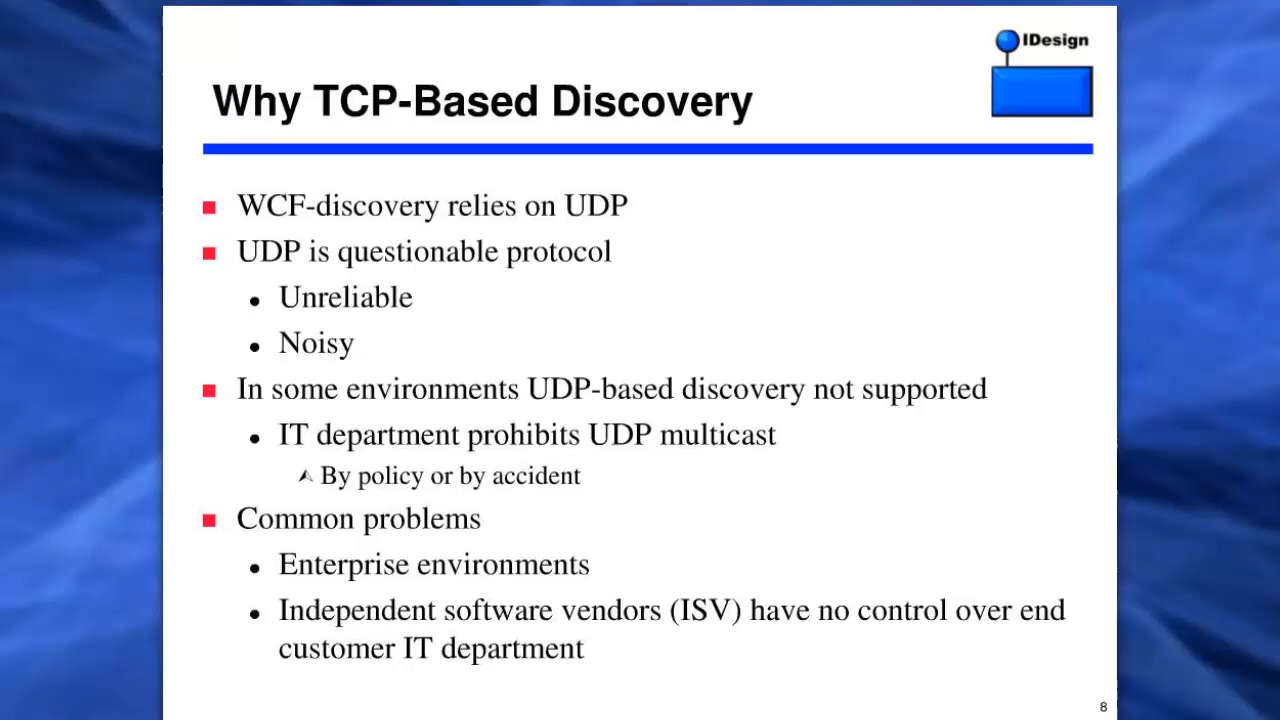 IDesign
Why TCP-Based Discovery
WCF-discovery relies on UDP
UDP is questionable protocol
Unreliable
Noisy
In some environments UDP-based discovery not supported
IT department prohibits UDP multicast
By policy or by accident
Common problems
Enterprise environments
Independent software vendors (ISV) have no control over end
customer IT department
8